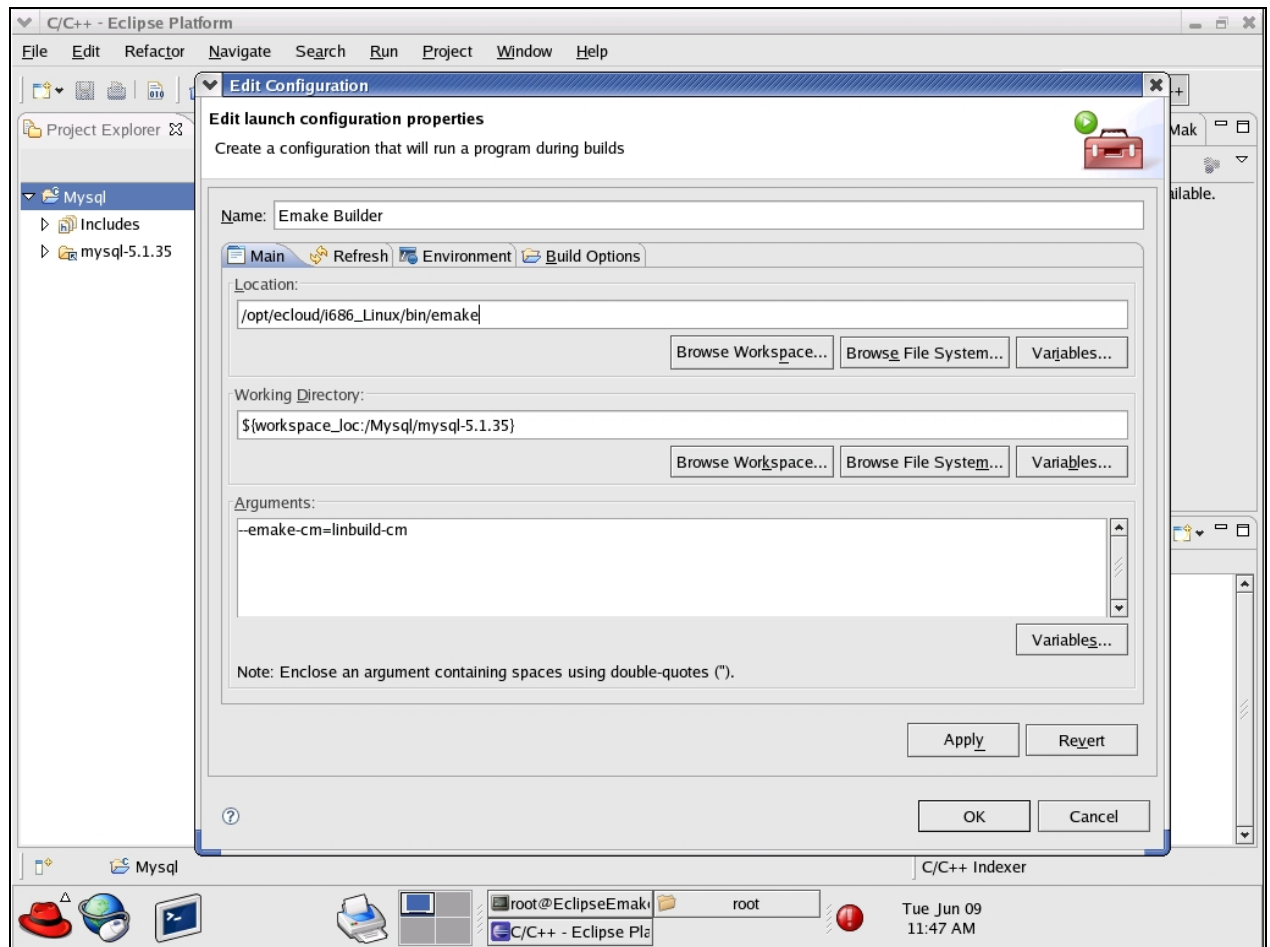 C/C++ - Eclipse Platform
File Edit Refactor Navigate Search Run Project Window Help
Edit Configuration
Edit launch configuration properties
Create a configuration that will run a program during builds
Project Explorer
Mak
ailable.
Mysql
Includes
mysql-5.1.35
Name: Emake Builder
Main Refresh Environment Build Options
Location:
/opt/ecloud/i686_Linux/bin/emake
Browse Workspace... Browse File System... Variables...
Working Directory:
${workspace_loc:/Mysql/mysql-5.1.35}
Browse Workspace... Browse File System... Variables...
Arguments:
--emake-cm=linbuild-cm
Variables...
Note: Enclose an argument containing spaces using double-quotes (").
Apply Revert
OK Cancel
Mysql
C/C++ Indexer
root@EclipseEmak
root
C/C++ - Eclipse Pla
Tue Jun 09
11:47 AM